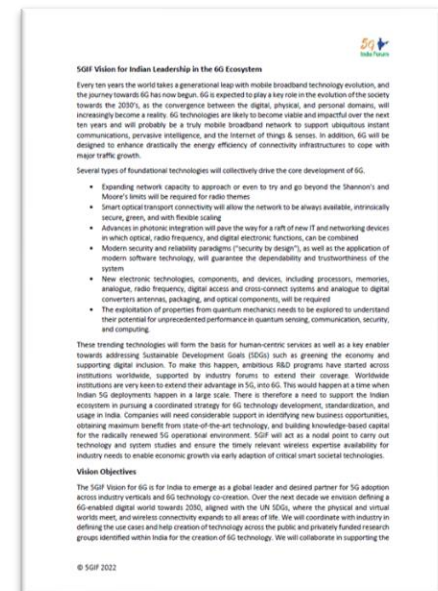 5G
India Forum
5GIF Vision for Indian Leadership in the 6G Ecosystem
Every ten years the world takes a generational leap with mobile broadband technology evolution, and
the journey towards 6G has now begun. 6G is expected to play a key role in the evolution of the society
towards the 2030's, as the convergence between the digital, physical, and personal domains, will
increasingly become a reality. 6G technologies are likely to become viable and impactful over the next
ten years and will probably be a truly mobile broadband network to support ubiquitous instant
communications, pervasive intelligence, and the Internet of things & senses. In addition, 6G will be
designed to enhance drastically the energy efficiency of connectivity infrastructures to cope with
major traffic growth.
Several types of foundational technologies will collectively drive the core development of 6G.
• Expanding network capacity to approach or even to try and go beyond the Shannon's and
Moore's limits will be required for radio themes
• Smart optical transport connectivity will allow the network to be always available, intrinsically
secure, green, and with flexible scaling
• Advances in photonic integration will pave the way for a raft of new IT and networking devices
in which optical, radio frequency, and digital electronic functions, can be combined
• Modern security and reliability paradigms ("security by design"), as well as the application of
modern software technology, will guarantee the dependability and trustworthiness of the
system
• New electronic technologies, components, and devices, including processors, memories,
analogue, radio frequency, digital access and cross-connect systems and analogue to digital
converters antennas, packaging, and optical components, will be required
• The exploitation of properties from quantum mechanics needs to be explored to understand
their potential for unprecedented performance in quantum sensing, communication, security,
and computing.
These trending technologies will form the basis for human-centric services as well as a key enabler
towards addressing Sustainable Development Goals (SDGs) such as greening the economy and
supporting digital inclusion. To make this happen, ambitious R&D programs have started across
institutions worldwide, supported by industry forums to extend their coverage. Worldwide
institutions are very keen to extend their advantage in 5G, into 6G. This would happen at a time when
Indian 5G deployments happen in a large scale. There is therefore a need to support the Indian
ecosystem in pursuing a coordinated strategy for 6G technology development, standardization, and
usage in India. Companies will need considerable support in identifying new business opportunities,
obtaining maximum benefit from state-of-the-art technology, and building knowledge-based capital
for the radically renewed 5G operational environment. 5GIF will act as a nodal point to carry out
technology and system studies and ensure the timely relevant wireless expertise availability for
industry needs to enable economic growth via early adaption of critical smart societal technologies.
Vision Objectives
The 5GIF Vision for 6G is for India to emerge as a global leader and desired partner for 5G adoption
across industry verticals and 6G technology co-creation. Over the next decade we envision defining a
6G-enabled digital world towards 2030, aligned with the UN SDGs, where the physical and virtual
worlds meet, and wireless connectivity expands to all areas of life. We will coordinate with industry in
defining the use cases and help creation of technology across the public and privately funded research
groups identified within India for the creation of 6G technology. We will collaborate in supporting the
© 5GIF 2022